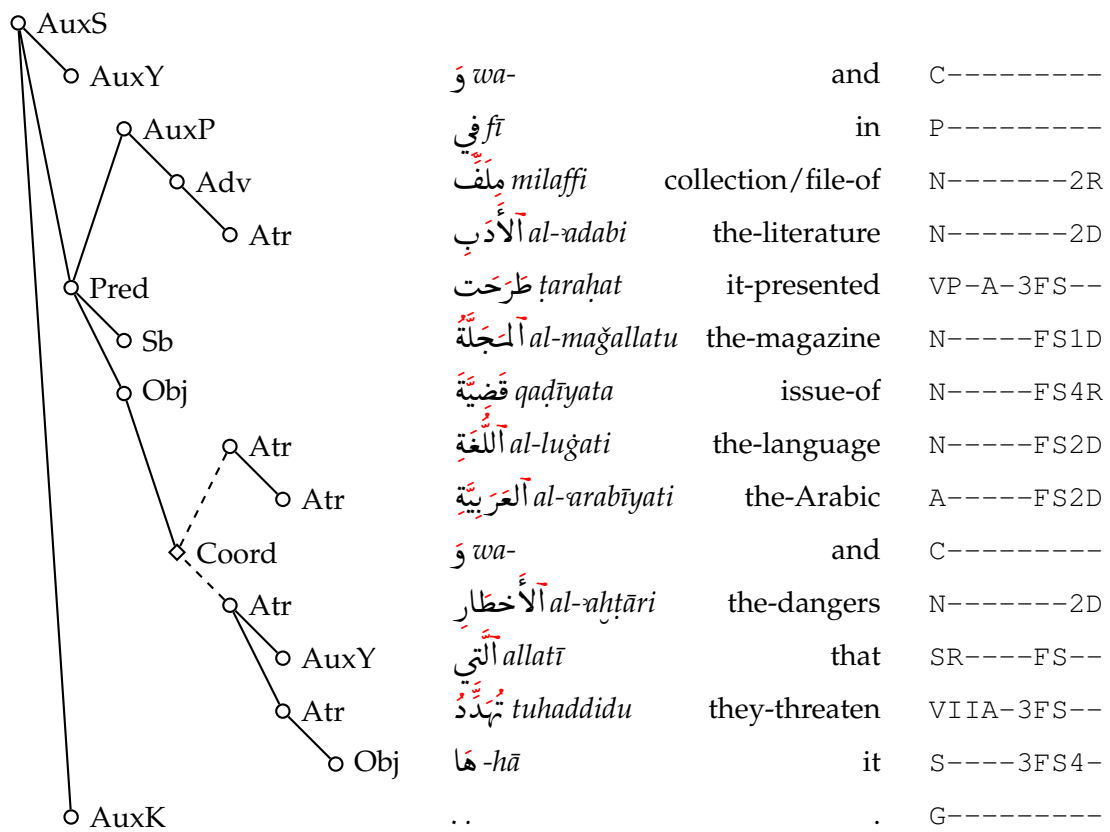 AuxS
AuxY وَ wa- and C---------
AuxP فِي fī in P---------
Adv مِلَفِّ milaffi collection/file-of N-------2R
Atr ٱلأَدَبِ al-ʾadabi the-literature N-------2D
Pred طَرَحَت ṭaraḥat it-presented VP-A-3FS--
Sb ٱلمَجَلَّةُ al-maǧallatu the-magazine N-----FS1D
Obj قَضِيَّةَ qaḍīyata issue-of N-----FS4R
Atr ٱللُّغَةِ al-luġati the-language N-----FS2D
Atr ٱلعَرَبِيَّةِ al-ʿarabīyati the-Arabic A-----FS2D
Coord وَ wa- and C---------
Atr ٱلأَخطَارِ al-ʾaḫṭāri the-dangers N-------2D
AuxY ٱلَّتِي allatī that SR----FS--
Atr تُهَدِّدُ tuhaddidu they-threaten VIIA-3FS--
Obj هَا -hā it S----3FS4-
AuxK . . . G---------